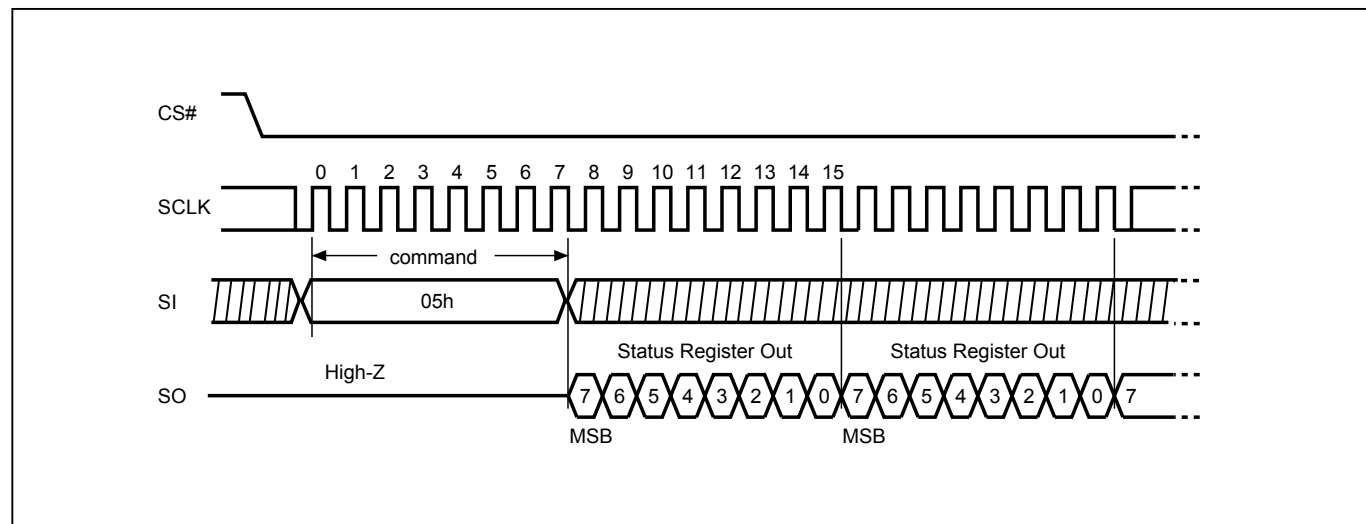 CS#
0 1 2 3 4 5 6 7 8 9 10 11 12 13 14 15
SCLK
command
SI
05h
Status Register Out Status Register Out
High-Z
SO
7 6 5 4 3 2 1 0 7 6 5 4 3 2 1 0 7
MSB MSB